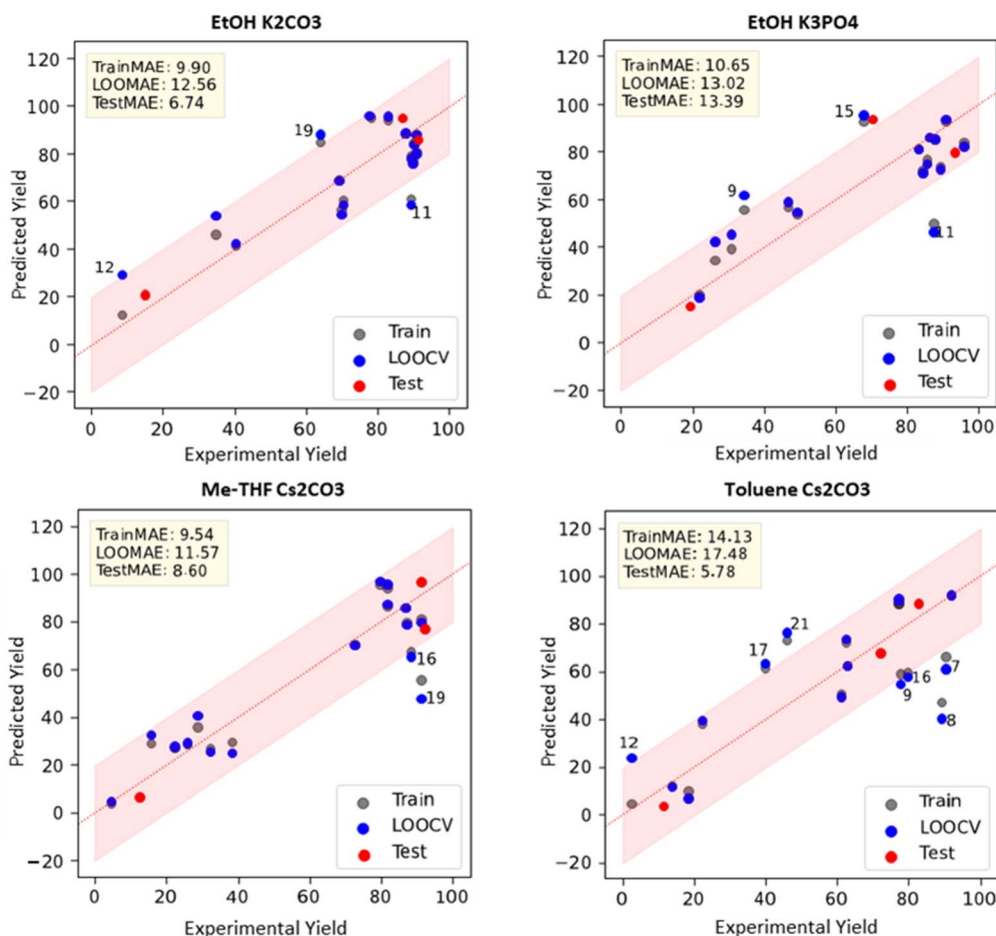 EtOH K2CO3
TrainMAE: 9.90
LOOMAE: 12.56
TestMAE: 6.74
120
100
80
60
40
20
0
−20
Predicted Yield
19
11
12
Train
LOOCV
Test
0 20 40 60 80 100
Experimental Yield
EtOH K3PO4
TrainMAE: 10.65
LOOMAE: 13.02
TestMAE: 13.39
120
100
80
60
40
20
0
−20
Predicted Yield
15
9
11
Train
LOOCV
Test
0 20 40 60 80 100
Experimental Yield
Me-THF Cs2CO3
TrainMAE: 9.54
LOOMAE: 11.57
TestMAE: 8.60
120
100
80
60
40
20
0
−20
Predicted Yield
16
19
Train
LOOCV
Test
0 20 40 60 80 100
Experimental Yield
Toluene Cs2CO3
TrainMAE: 14.13
LOOMAE: 17.48
TestMAE: 5.78
120
100
80
60
40
20
0
−20
Predicted Yield
21
17
7
16
9
8
12
Train
LOOCV
Test
0 20 40 60 80 100
Experimental Yield